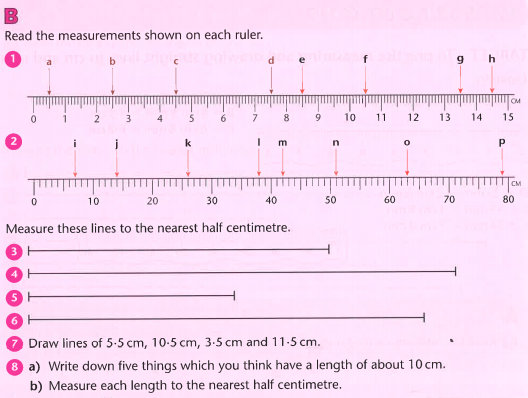 B
Read the measurements shown on each ruler.
1
a b c d e f g h
0 1 2 3 4 5 6 7 8 9 10 11 12 13 14 15 CM
2
i j k l m n o p
0 10 20 30 40 50 60 70 80 CM
Measure these lines to the nearest half centimetre.
3
4
5
6
7 Draw lines of 5·5 cm, 10·5 cm, 3·5 cm and 11·5 cm.
8 a) Write down five things which you think have a length of about 10 cm.
b) Measure each length to the nearest half centimetre.